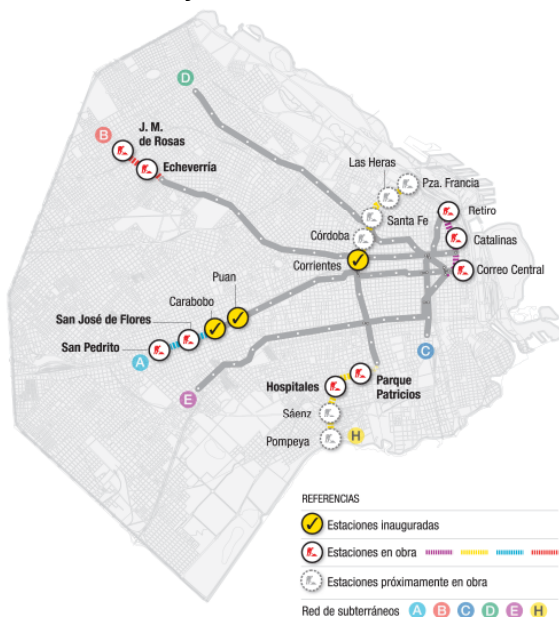 D
J. M.
de Rosas
B
Echeverría
Las Heras
Pza. Francia
Santa Fe
Retiro
Córdoba
Catalinas
Corrientes
Correo Central
Puan
Carabobo
San José de Flores
San Pedrito
A
C
E
Hospitales
Parque
Patricios
Sáenz
Pompeya
H
REFERENCIAS
Estaciones inauguradas
Estaciones en obra
Estaciones próximamente en obra
Red de subterráneos A B C D E H